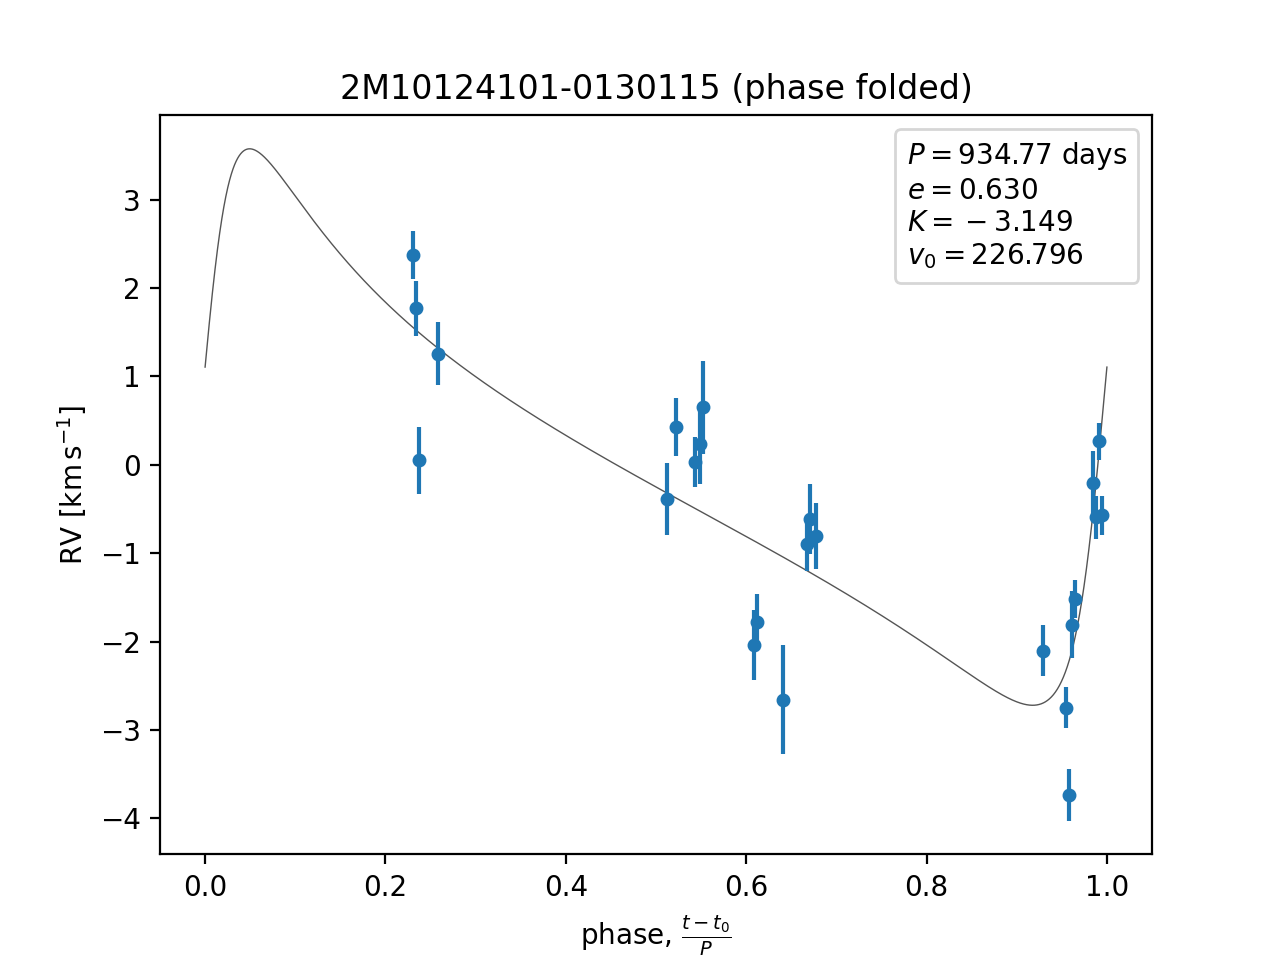 2M10124101-0130115 (phase folded)
P = 934.77 days
e = 0.630
K = −3.149
v₀ = 226.796
RV [km s⁻¹]
3
2
1
0
−1
−2
−3
−4
0.0 0.2 0.4 0.6 0.8 1.0
phase, (t − t₀)/P